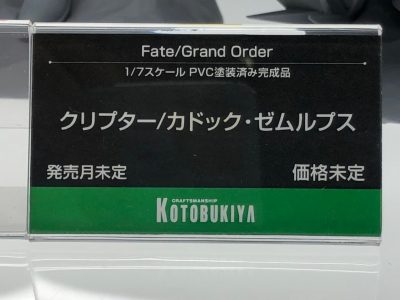 Fate/Grand Order
1/7スケール PVC塗装済み完成品
クリプター/カドック・ゼムルプス
発売月未定 価格未定
CRAFTSMANSHIP
KOTOBUKIYA